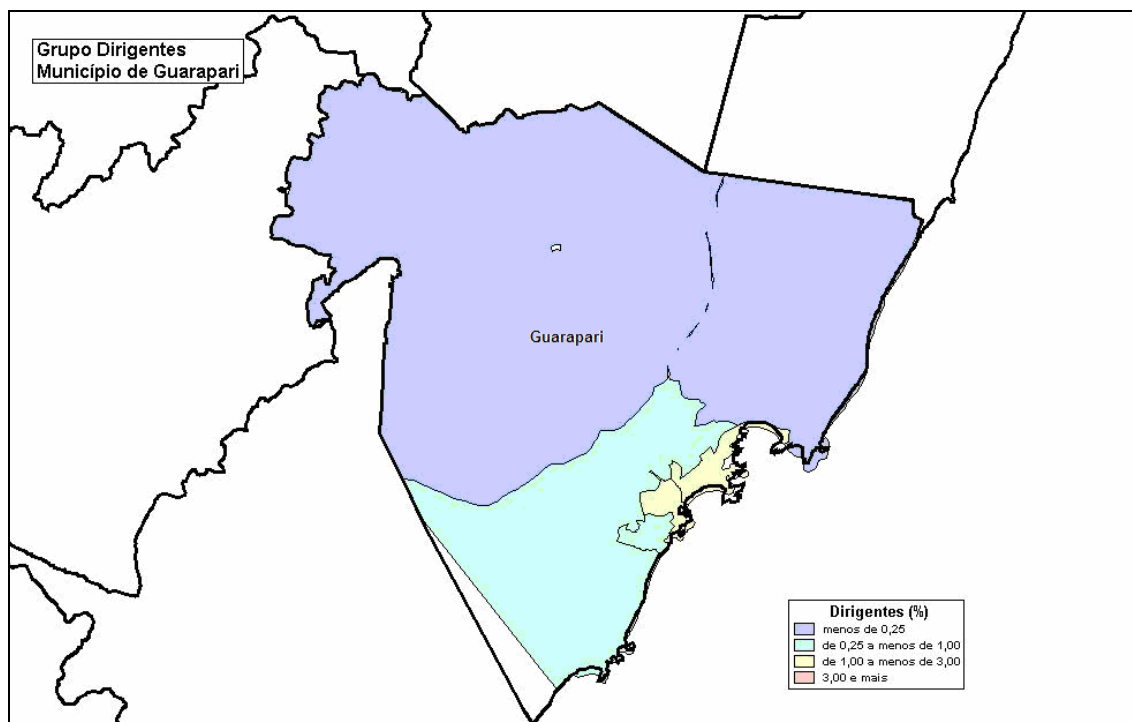 Grupo Dirigentes
Município de Guarapari
Guarapari
Dirigentes (%)
menos de 0,25
de 0,25 a menos de 1,00
de 1,00 a menos de 3,00
3,00 e mais